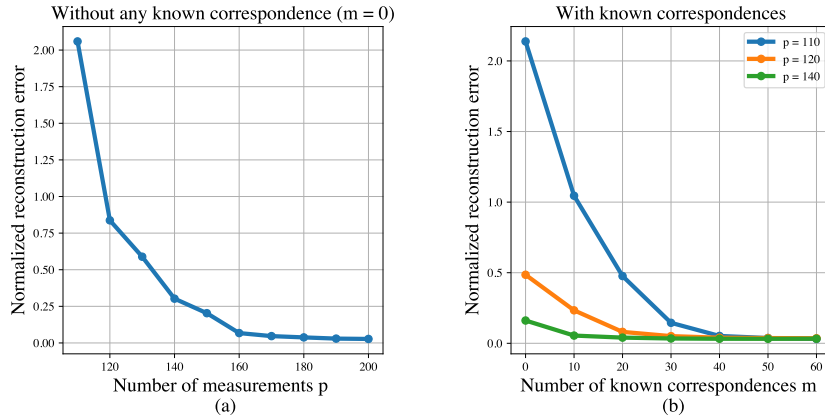 Without any known correspondence (m = 0)
Normalized reconstruction error
2.00
1.75
1.50
1.25
1.00
0.75
0.50
0.25
0.00
120
140
160
180
200
Number of measurements p
(a)
With known correspondences
Normalized reconstruction error
2.0
1.5
1.0
0.5
0.0
p = 110
p = 120
p = 140
0
10
20
30
40
50
60
Number of known correspondences m
(b)